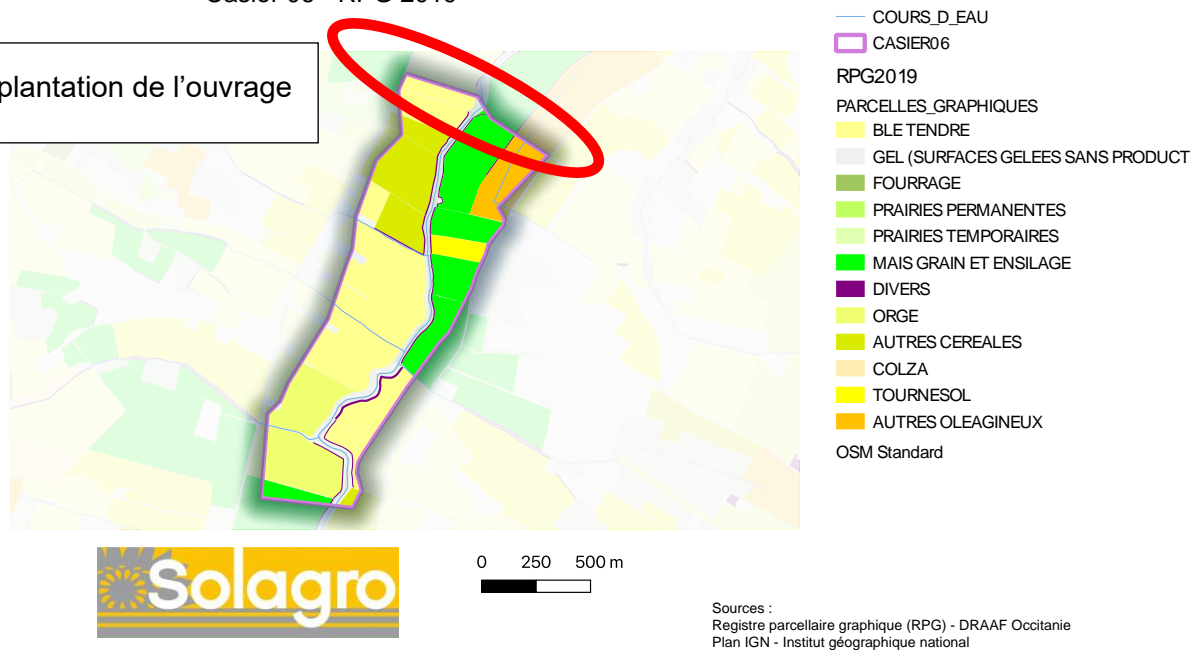 plantation de l’ouvrage
COURS_D_EAU
CASIER06
RPG2019
PARCELLES_GRAPHIQUES
BLE TENDRE
GEL (SURFACES GELEES SANS PRODUCT
FOURRAGE
PRAIRIES PERMANENTES
PRAIRIES TEMPORAIRES
MAIS GRAIN ET ENSILAGE
DIVERS
ORGE
AUTRES CEREALES
COLZA
TOURNESOL
AUTRES OLEAGINEUX
OSM Standard
Solagro
0 250 500 m
Sources :
Registre parcellaire graphique (RPG) - DRAAF Occitanie
Plan IGN - Institut géographique national